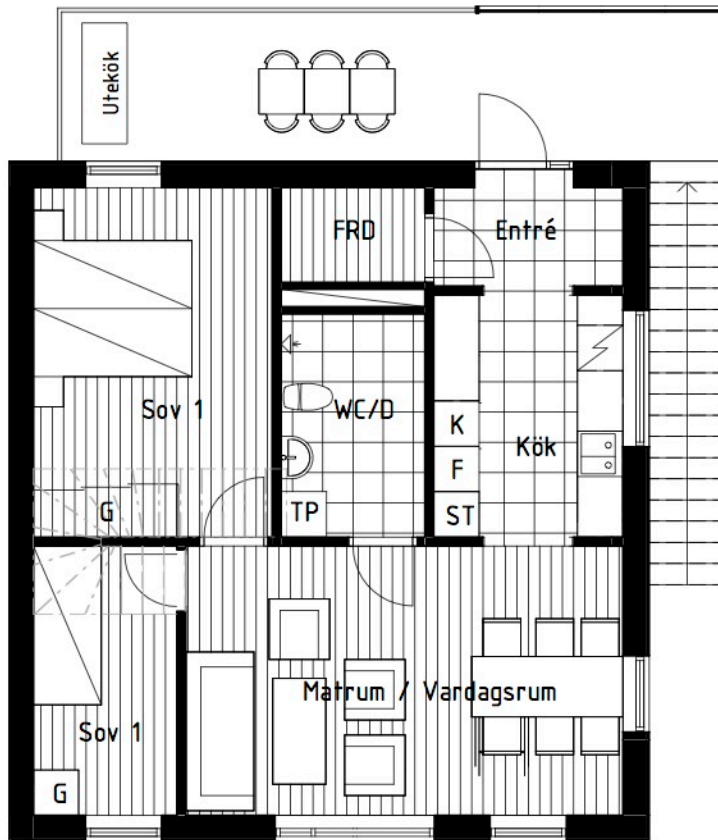 Utekök
FRD
Entré
Sov 1
WC/D
K
Kök
F
G
TP
ST
Matrum / Vardagsrum
Sov 1
G